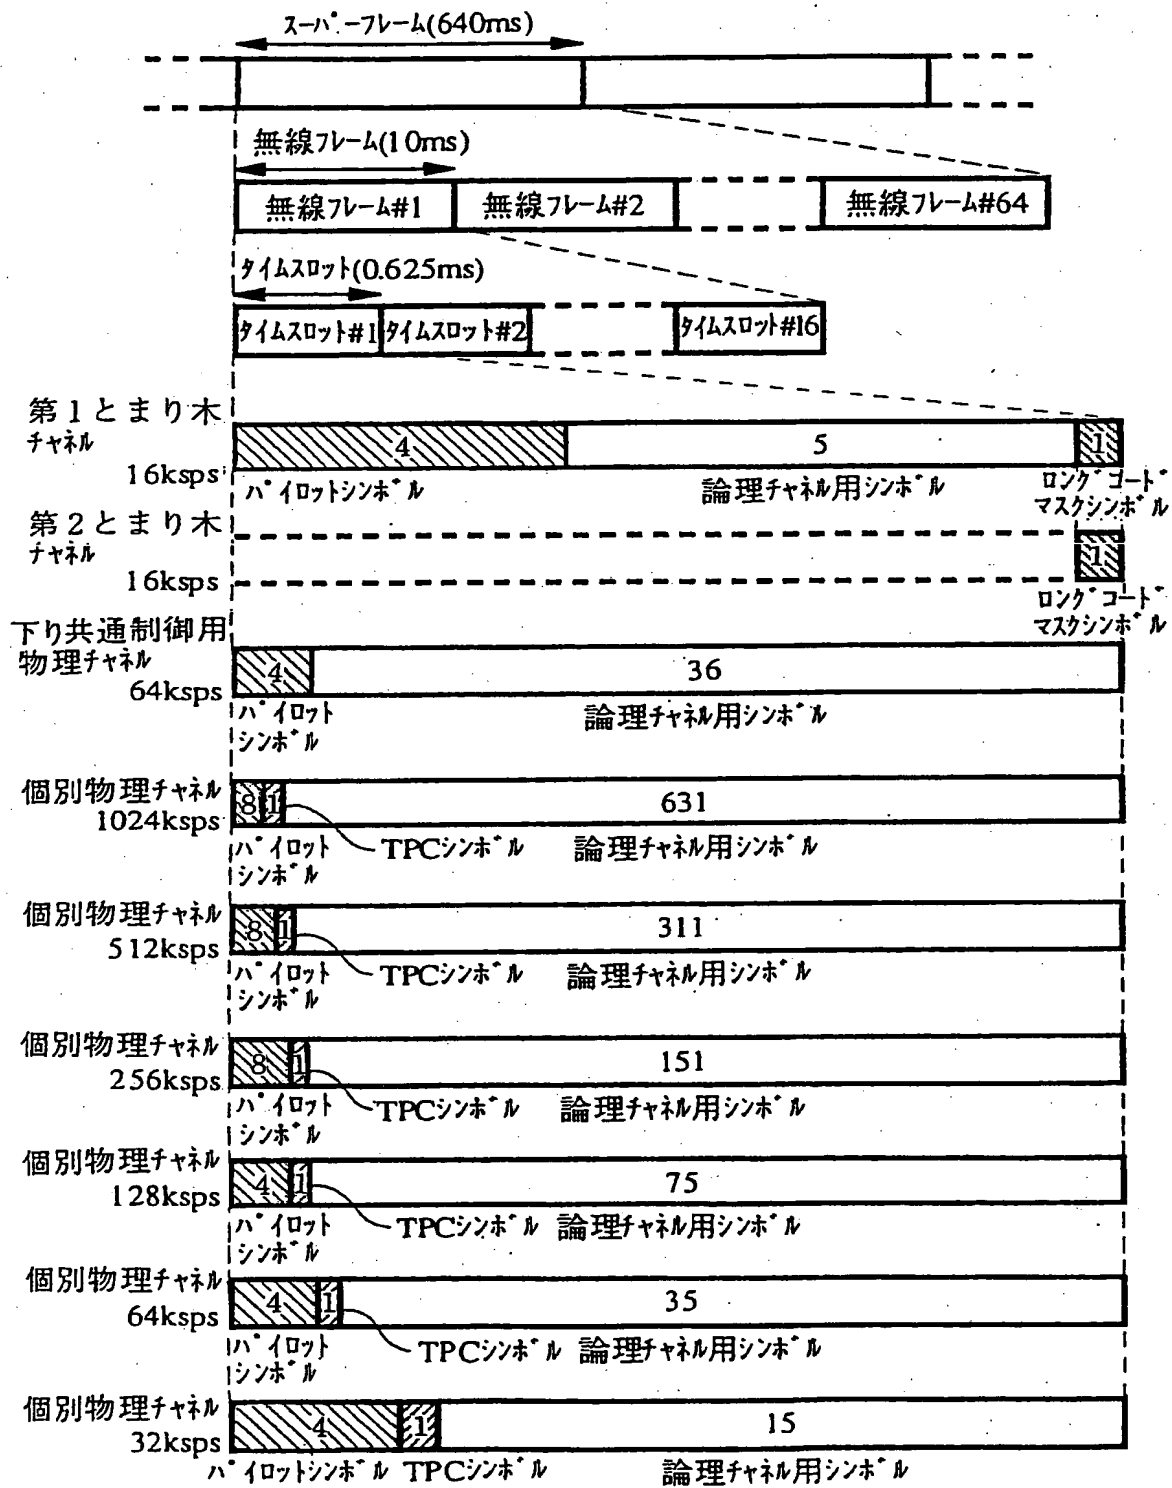 スーパーフレーム(640ms)
無線フレーム(10ms)
無線フレーム#1 無線フレーム#2 無線フレーム#64
タイムスロット(0.625ms)
タイムスロット#1 タイムスロット#2 タイムスロット#16
第1とまり木
チャネル
16ksps
4 5 1
パイロットシンボル 論理チャネル用シンボル ロングコード
マスクシンボル
第2とまり木
チャネル
16ksps
1
ロングコード
マスクシンボル
下り共通制御用
物理チャネル
64ksps
4 36
パイロット 論理チャネル用シンボル
シンボル
個別物理チャネル
1024ksps
8 1 631
パイロット TPCシンボル 論理チャネル用シンボル
シンボル
個別物理チャネル
512ksps
8 1 311
パイロット TPCシンボル 論理チャネル用シンボル
シンボル
個別物理チャネル
256ksps
8 1 151
パイロット TPCシンボル 論理チャネル用シンボル
シンボル
個別物理チャネル
128ksps
4 1 75
パイロット TPCシンボル 論理チャネル用シンボル
シンボル
個別物理チャネル
64ksps
4 1 35
パイロット TPCシンボル 論理チャネル用シンボル
シンボル
個別物理チャネル
32ksps
4 1 15
パイロットシンボル TPCシンボル 論理チャネル用シンボル